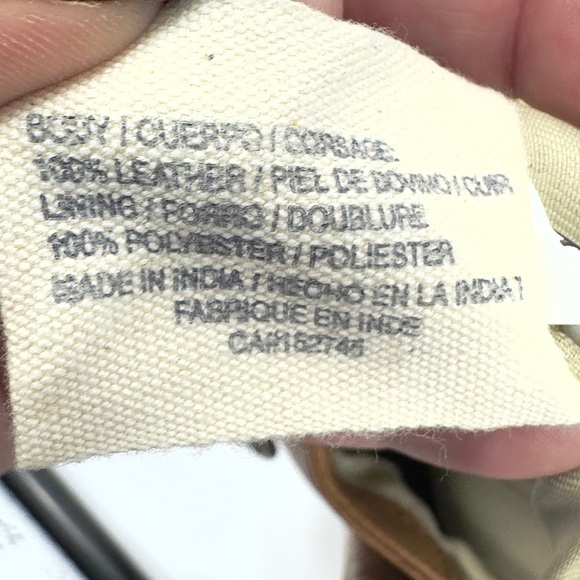 BODY / CUERPO / CORSAGE:
100% LEATHER / PIEL DE BOVINO / CUIR
LINING / FORRO / DOUBLURE
100% POLYESTER / POLIESTER
MADE IN INDIA / HECHO EN LA INDIA /
FABRIQUE EN INDE
CA#152746